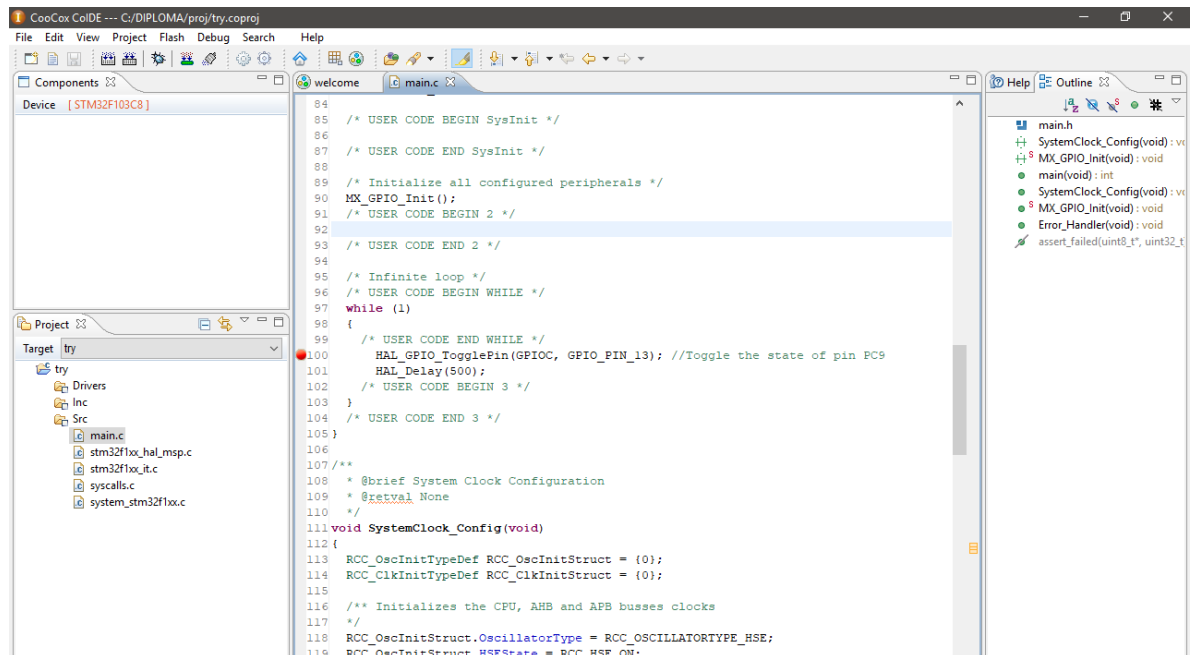 CooCox CoIDE --- C:/DIPLOMA/proj/try.coproj
File Edit View Project Flash Debug Search Help
Components
Device [ STM32F103C8 ]
Project
Target try
try
Drivers
Inc
Src
main.c
stm32f1xx_hal_msp.c
stm32f1xx_it.c
syscalls.c
system_stm32f1xx.c
welcome main.c
84
85 /* USER CODE BEGIN SysInit */
86
87 /* USER CODE END SysInit */
88
89 /* Initialize all configured peripherals */
90 MX_GPIO_Init();
91 /* USER CODE BEGIN 2 */
92
93 /* USER CODE END 2 */
94
95 /* Infinite loop */
96 /* USER CODE BEGIN WHILE */
97 while (1)
98 {
99 /* USER CODE END WHILE */
100 HAL_GPIO_TogglePin(GPIOC, GPIO_PIN_13); //Toggle the state of pin PC9
101 HAL_Delay(500);
102 /* USER CODE BEGIN 3 */
103 }
104 /* USER CODE END 3 */
105 }
106
107 /**
108 * @brief System Clock Configuration
109 * @retval None
110 */
111 void SystemClock_Config(void)
112 {
113 RCC_OscInitTypeDef RCC_OscInitStruct = {0};
114 RCC_ClkInitTypeDef RCC_ClkInitStruct = {0};
115
116 /** Initializes the CPU, AHB and APB busses clocks
117 */
118 RCC_OscInitStruct.OscillatorType = RCC_OSCILLATORTYPE_HSE;
119 RCC_OscInitStruct.HSEState = RCC_HSE_ON;
Help Outline
main.h
SystemClock_Config(void) : vo
MX_GPIO_Init(void) : void
main(void) : int
SystemClock_Config(void) : vo
MX_GPIO_Init(void) : void
Error_Handler(void) : void
assert_failed(uint8_t*, uint32_t